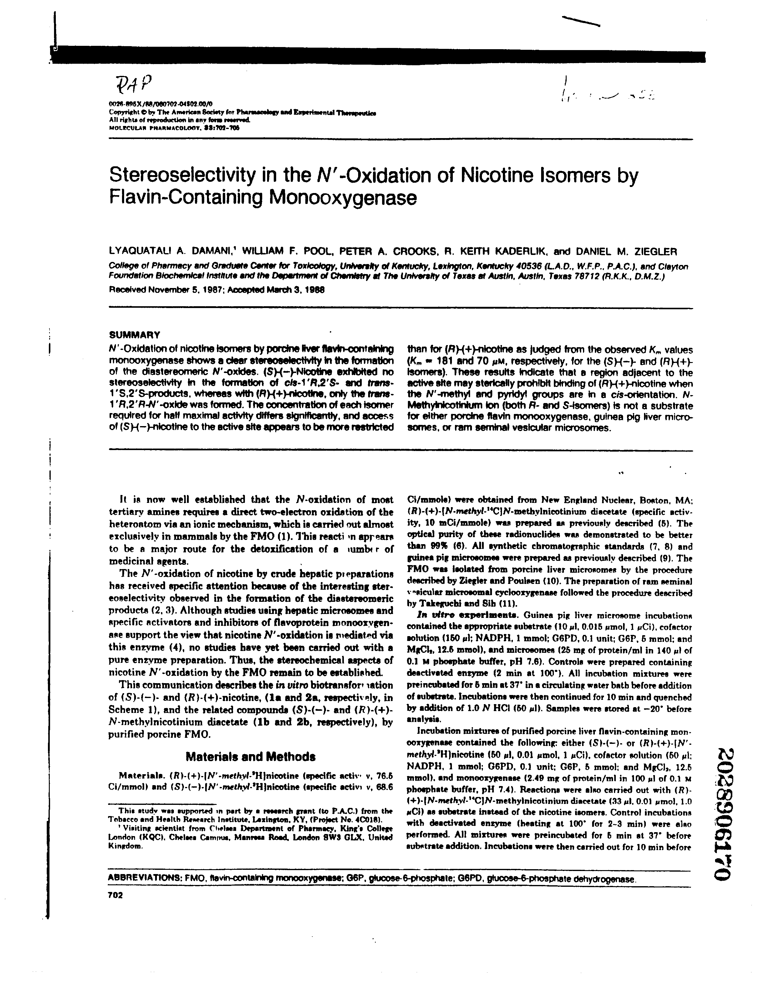 PAP
0026-895X/88/060702-04$02.00/0
Copyright © by The American Society for Pharmacology and Experimental Therapeutics
All rights of reproduction in any form reserved.
MOLECULAR PHARMACOLOGY, 33:702-705
Stereoselectivity in the N′-Oxidation of Nicotine Isomers by
Flavin-Containing Monooxygenase
LYAQUATALI A. DAMANI,¹ WILLIAM F. POOL, PETER A. CROOKS, R. KEITH KADERLIK, and DANIEL M. ZIEGLER
College of Pharmacy and Graduate Center for Toxicology, University of Kentucky, Lexington, Kentucky 40536 (L.A.D., W.F.P., P.A.C.), and Clayton
Foundation Biochemical Institute and the Department of Chemistry at The University of Texas at Austin, Austin, Texas 78712 (R.K.K., D.M.Z.)
Received November 5, 1987; Accepted March 3, 1988
SUMMARY
N′-Oxidation of nicotine isomers by porcine liver flavin-containing
monooxygenase shows a clear stereoselectivity in the formation
of the diastereomeric N′-oxides. (S)-(−)-Nicotine exhibited no
stereoselectivity in the formation of cis-1′R,2′S- and trans-
1′S,2′S-products, whereas with (R)-(+)-nicotine, only the trans-
1′R,2′R-N′-oxide was formed. The concentration of each isomer
required for half maximal activity differs significantly, and access
of (S)-(−)-nicotine to the active site appears to be more restricted
than for (R)-(+)-nicotine as judged from the observed Km values
(Km = 181 and 70 μM, respectively, for the (S)-(−)- and (R)-(+)-
isomers). These results indicate that a region adjacent to the
active site may sterically prohibit binding of (R)-(+)-nicotine when
the N′-methyl and pyridyl groups are in a cis-orientation. N-
Methylnicotinium ion (both R- and S-isomers) is not a substrate
for either porcine flavin monooxygenase, guinea pig liver micro-
somes, or ram seminal vesicular microsomes.
It is now well established that the N-oxidation of most
tertiary amines requires a direct two-electron oxidation of the
heteroatom via an ionic mechanism, which is carried out almost
exclusively in mammals by the FMO (1). This reaction appears
to be a major route for the detoxification of a number of
medicinal agents.
The N′-oxidation of nicotine by crude hepatic preparations
has received specific attention because of the interesting ster-
eoselectivity observed in the formation of the diastereomeric
products (2, 3). Although studies using hepatic microsomes and
specific activators and inhibitors of flavoprotein monooxygen-
ase support the view that nicotine N′-oxidation is mediated via
this enzyme (4), no studies have yet been carried out with a
pure enzyme preparation. Thus, the stereochemical aspects of
nicotine N′-oxidation by the FMO remain to be established.
This communication describes the in vitro biotransformation
of (S)-(−)- and (R)-(+)-nicotine, (1a and 2a, respectively, in
Scheme 1), and the related compounds (S)-(−)- and (R)-(+)-
N-methylnicotinium diacetate (1b and 2b, respectively), by
purified porcine FMO.
Materials and Methods
Materials. (R)-(+)-[N′-methyl-³H]nicotine (specific activity, 76.5
Ci/mmol) and (S)-(−)-[N′-methyl-³H]nicotine (specific activity, 68.6
This study was supported in part by a research grant (to P.A.C.) from the
Tobacco and Health Research Institute, Lexington, KY, (Project No. 4C018).
¹ Visiting scientist from Chelsea Department of Pharmacy, King's College
London (KQC), Chelsea Campus, Manresa Road, London SW3 6LX, United
Kingdom.
Ci/mmole) were obtained from New England Nuclear, Boston, MA;
(R)-(+)-[N-methyl-¹⁴C]N-methylnicotinium diacetate (specific activ-
ity, 10 mCi/mmole) was prepared as previously described (5). The
optical purity of these radionuclides was demonstrated to be better
than 99% (6). All synthetic chromatographic standards (7, 8) and
guinea pig microsomes were prepared as previously described (9). The
FMO was isolated from porcine liver microsomes by the procedure
described by Ziegler and Poulsen (10). The preparation of ram seminal
vesicular microsomal cyclooxygenase followed the procedure described
by Takeguchi and Sih (11).
In vitro experiments. Guinea pig liver microsome incubations
contained the appropriate substrate (10 μl, 0.015 μmol, 1 μCi), cofactor
solution (150 μl; NADPH, 1 mmol; G6PD, 0.1 unit; G6P, 5 mmol; and
MgCl₂, 12.5 mmol), and microsomes (25 mg of protein/ml in 140 μl of
0.1 M phosphate buffer, pH 7.6). Controls were prepared containing
deactivated enzyme (2 min at 100°). All incubation mixtures were
preincubated for 5 min at 37° in a circulating water bath before addition
of substrate. Incubations were then continued for 10 min and quenched
by addition of 1.0 N HCl (50 μl). Samples were stored at −20° before
analysis.
Incubation mixtures of purified porcine liver flavin-containing mon-
ooxygenase contained the following: either (S)-(−)- or (R)-(+)-[N′-
methyl-³H]nicotine (50 μl, 0.01 μmol, 1 μCi), cofactor solution (50 μl;
NADPH, 1 mmol; G6PD, 0.1 unit; G6P, 5 mmol; and MgCl₂, 12.5
mmol), and monooxygenase (2.49 mg of protein/ml in 100 μl of 0.1 M
phosphate buffer, pH 7.4). Reactions were also carried out with (R)-
(+)-[N-methyl-¹⁴C]N-methylnicotinium diacetate (33 μl, 0.01 μmol, 1.0
μCi) as substrate instead of the nicotine isomers. Control incubations
with deactivated enzyme (heating at 100° for 2–3 min) were also
performed. All mixtures were preincubated for 5 min at 37° before
substrate addition. Incubations were then carried out for 10 min before
ABBREVIATIONS: FMO, flavin-containing monooxygenase; G6P, glucose-6-phosphate; G6PD, glucose-6-phosphate dehydrogenase.
702
2028906170